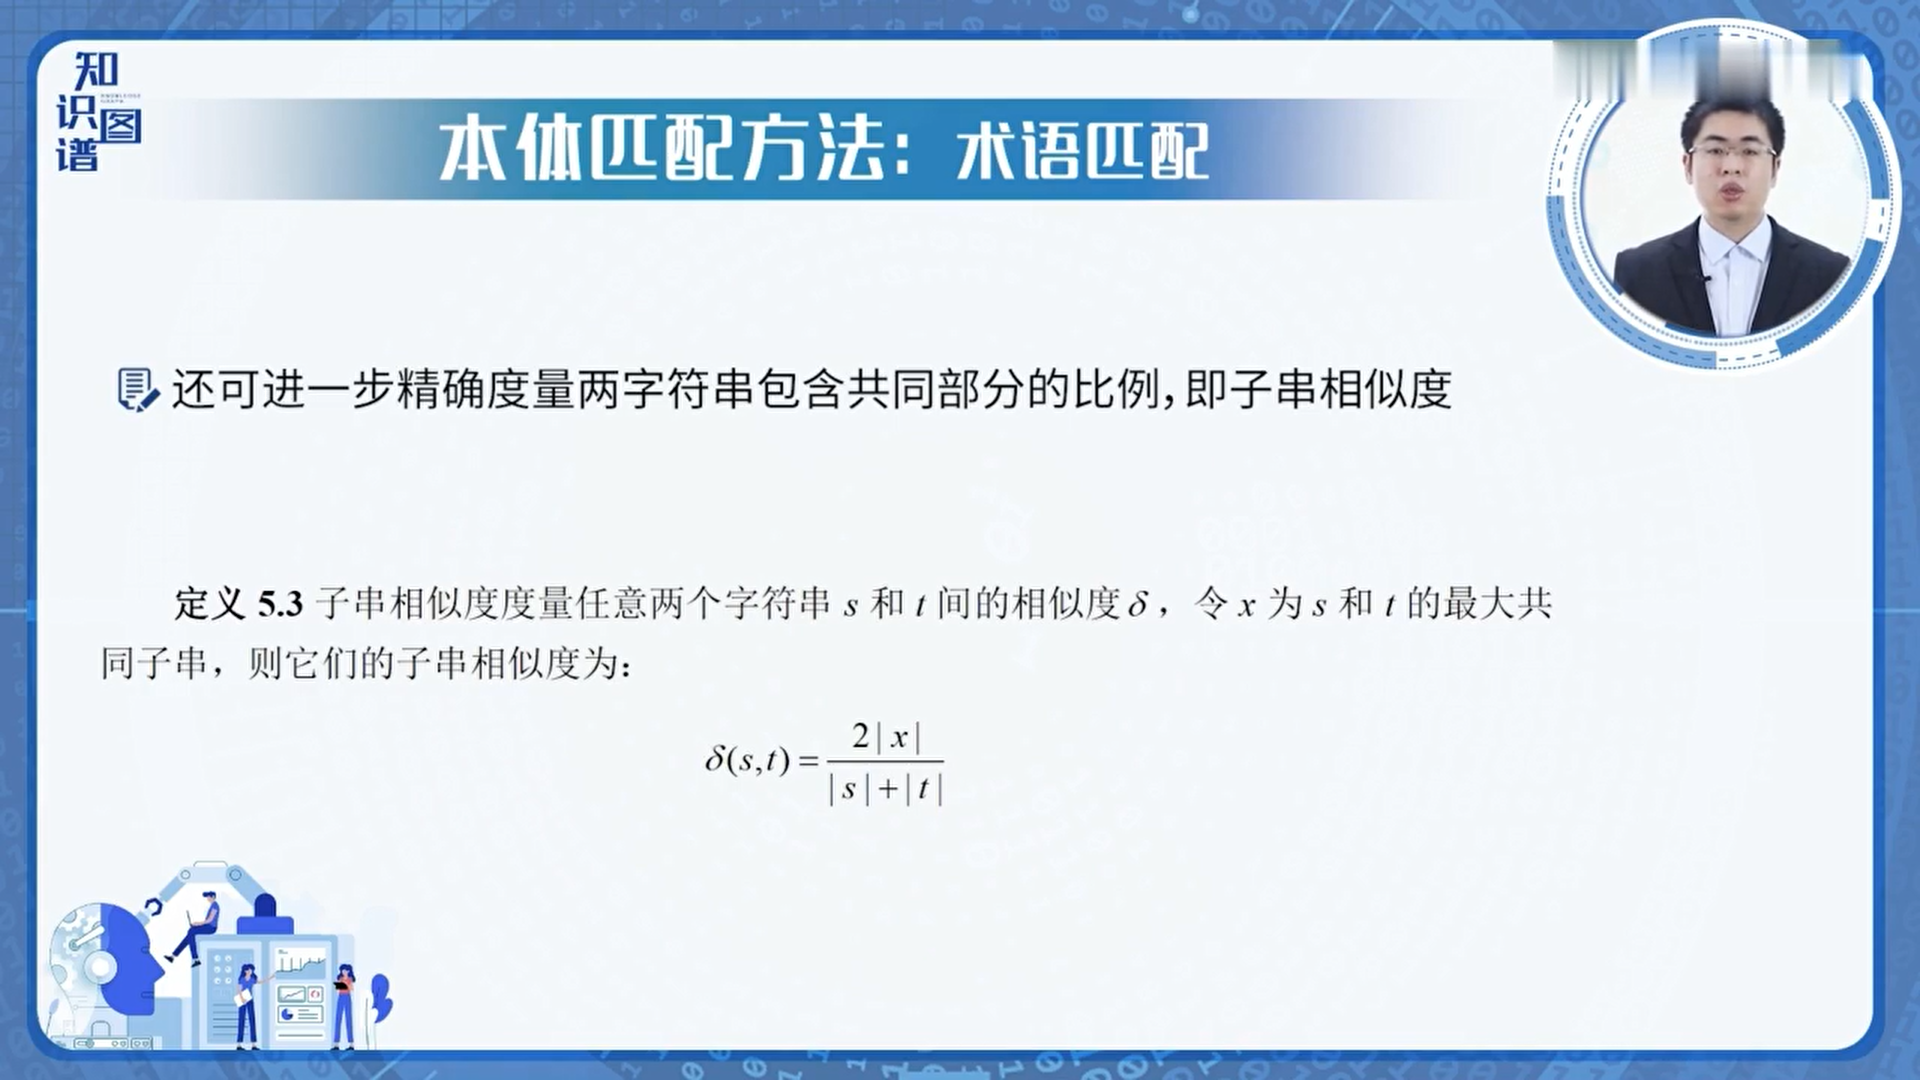 知
识图
谱
本体匹配方法：术语匹配
还可进一步精确度量两字符串包含共同部分的比例，即子串相似度
定义 5.3 子串相似度度量任意两个字符串 s 和 t 间的相似度δ，令 x 为 s 和 t 的最大共
同子串，则它们的子串相似度为：
δ(s,t) = 2|x| / |s|+|t|